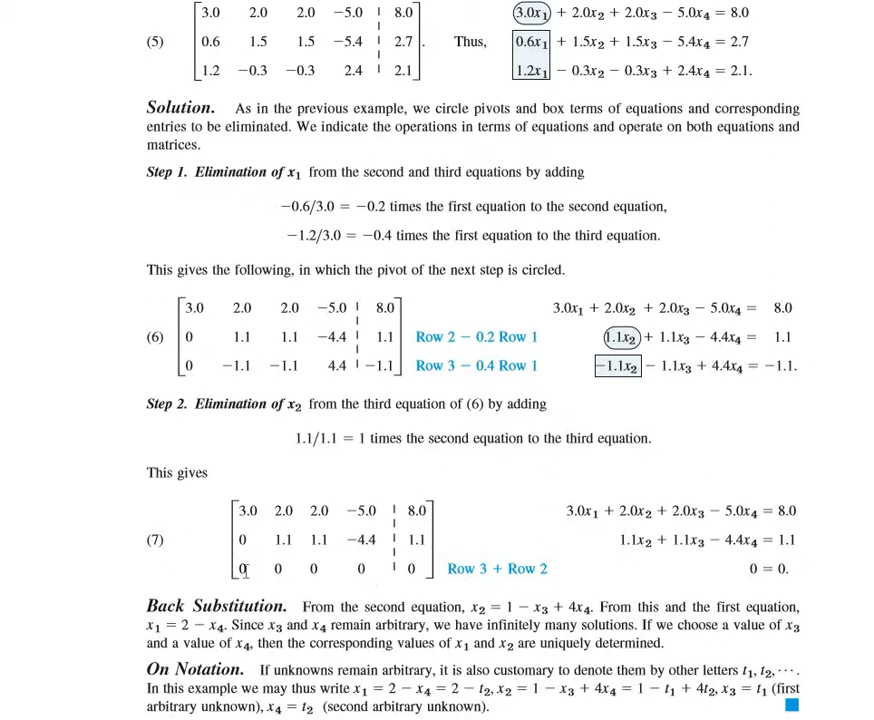 3.0 2.0 2.0 −5.0 | 8.0 3.0x₁ + 2.0x₂ + 2.0x₃ − 5.0x₄ = 8.0
(5) 0.6 1.5 1.5 −5.4 | 2.7 . Thus, 0.6x₁ + 1.5x₂ + 1.5x₃ − 5.4x₄ = 2.7
1.2 −0.3 −0.3 2.4 | 2.1 1.2x₁ − 0.3x₂ − 0.3x₃ + 2.4x₄ = 2.1.
Solution. As in the previous example, we circle pivots and box terms of equations and corresponding
entries to be eliminated. We indicate the operations in terms of equations and operate on both equations and
matrices.
Step 1. Elimination of x₁ from the second and third equations by adding
−0.6/3.0 = −0.2 times the first equation to the second equation,
−1.2/3.0 = −0.4 times the first equation to the third equation.
This gives the following, in which the pivot of the next step is circled.
3.0 2.0 2.0 −5.0 | 8.0 3.0x₁ + 2.0x₂ + 2.0x₃ − 5.0x₄ = 8.0
(6) 0 1.1 1.1 −4.4 | 1.1 Row 2 − 0.2 Row 1 1.1x₂ + 1.1x₃ − 4.4x₄ = 1.1
0 −1.1 −1.1 4.4 | −1.1 Row 3 − 0.4 Row 1 −1.1x₂ − 1.1x₃ + 4.4x₄ = −1.1.
Step 2. Elimination of x₂ from the third equation of (6) by adding
1.1/1.1 = 1 times the second equation to the third equation.
This gives
3.0 2.0 2.0 −5.0 | 8.0 3.0x₁ + 2.0x₂ + 2.0x₃ − 5.0x₄ = 8.0
(7) 0 1.1 1.1 −4.4 | 1.1 1.1x₂ + 1.1x₃ − 4.4x₄ = 1.1
0 0 0 0 | 0 Row 3 + Row 2 0 = 0.
Back Substitution. From the second equation, x₂ = 1 − x₃ + 4x₄. From this and the first equation,
x₁ = 2 − x₄. Since x₃ and x₄ remain arbitrary, we have infinitely many solutions. If we choose a value of x₃
and a value of x₄, then the corresponding values of x₁ and x₂ are uniquely determined.
On Notation. If unknowns remain arbitrary, it is also customary to denote them by other letters t₁, t₂, ⋯.
In this example we may thus write x₁ = 2 − x₄ = 2 − t₂, x₂ = 1 − x₃ + 4x₄ = 1 − t₁ + 4t₂, x₃ = t₁ (first
arbitrary unknown), x₄ = t₂ (second arbitrary unknown).